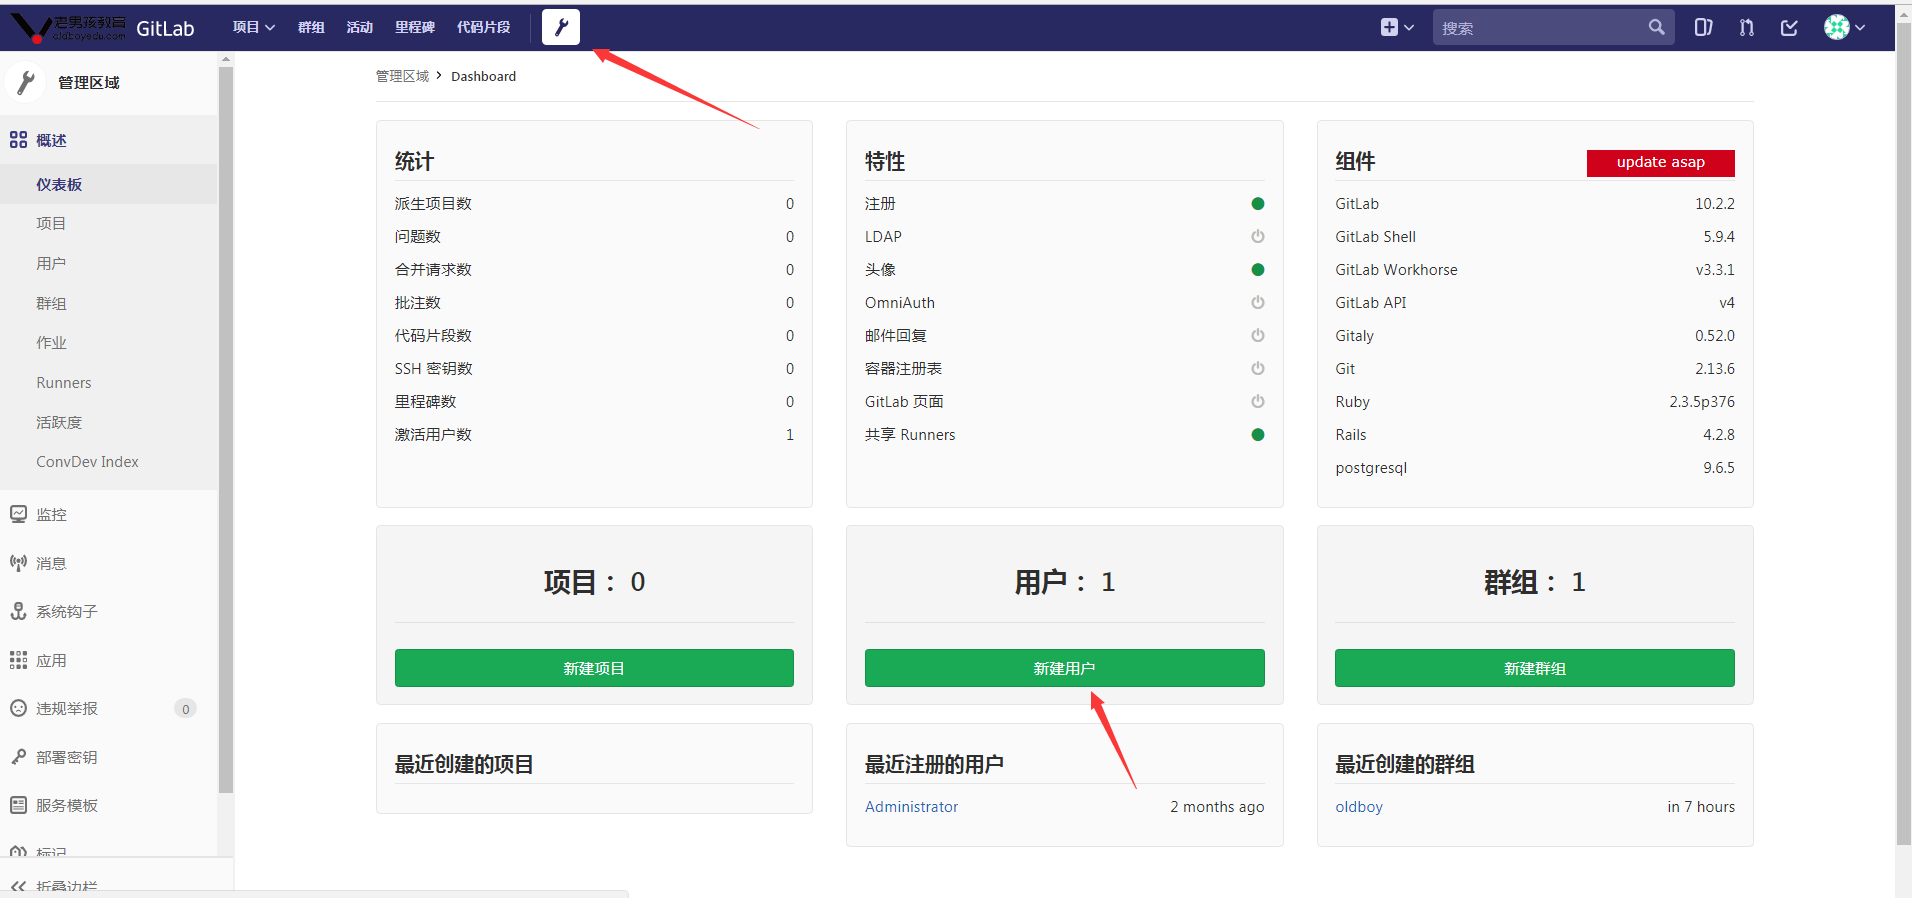 老男孩教育
oldboyedu.com
GitLab
项目
群组
活动
里程碑
代码片段
搜索
管理区域
概述
仪表板
项目
用户
群组
作业
Runners
活跃度
ConvDev Index
监控
消息
系统钩子
应用
违规举报 0
部署密钥
服务模板
标记
折叠边栏
管理区域 Dashboard
统计
派生项目数 0
问题数 0
合并请求数 0
批注数 0
代码片段数 0
SSH 密钥数 0
里程碑数 0
激活用户数 1
特性
注册
LDAP
头像
OmniAuth
邮件回复
容器注册表
GitLab 页面
共享 Runners
组件 update asap
GitLab 10.2.2
GitLab Shell 5.9.4
GitLab Workhorse v3.3.1
GitLab API v4
Gitaly 0.52.0
Git 2.13.6
Ruby 2.3.5p376
Rails 4.2.8
postgresql 9.6.5
项目： 0
新建项目
用户： 1
新建用户
群组： 1
新建群组
最近创建的项目
最近注册的用户
Administrator 2 months ago
最近创建的群组
oldboy in 7 hours